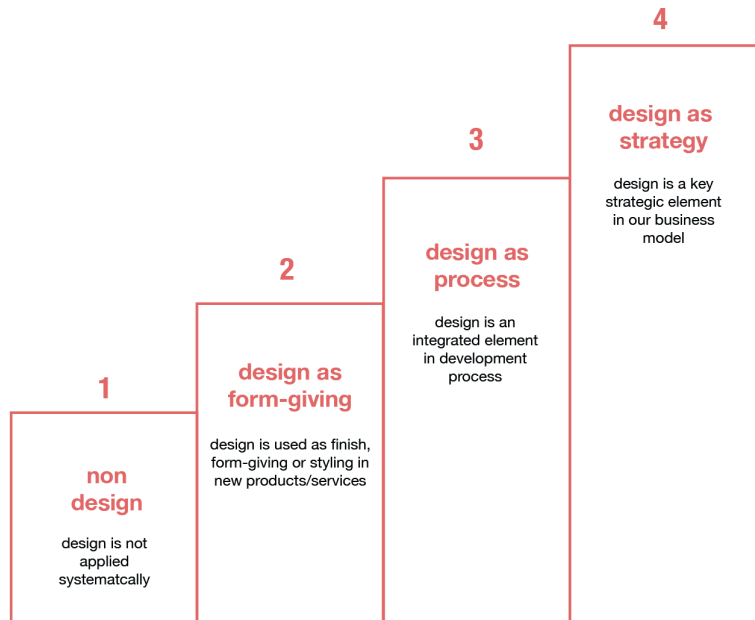 1
non
design
design is not
applied
systematcally
2
design as
form-giving
design is used as finish,
form-giving or styling in
new products/services
3
design as
process
design is an
integrated element
in development
process
4
design as
strategy
design is a key
strategic element
in our business
model